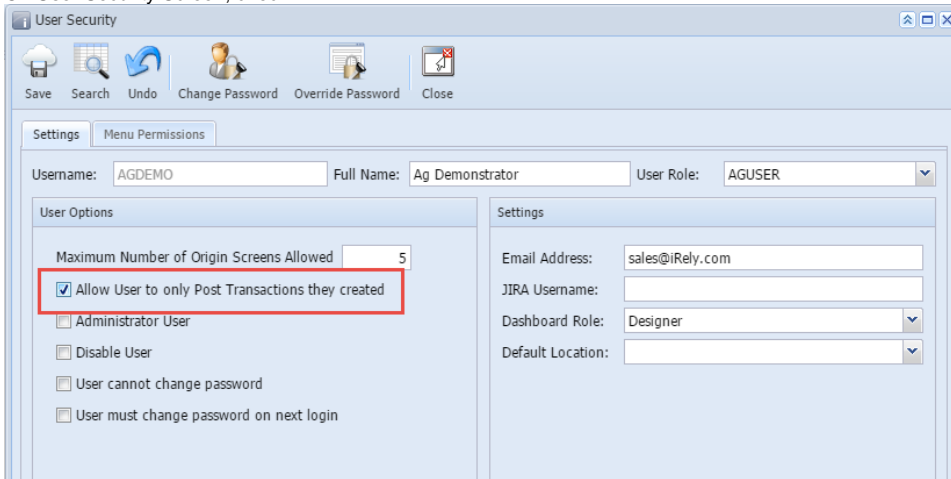 User Security
Save Search Undo Change Password Override Password Close
Settings Menu Permissions
Username: AGDEMO Full Name: Ag Demonstrator User Role: AGUSER
User Options
Maximum Number of Origin Screens Allowed 5
Allow User to only Post Transactions they created
Administrator User
Disable User
User cannot change password
User must change password on next login
Settings
Email Address: sales@iRely.com
JIRA Username:
Dashboard Role: Designer
Default Location: